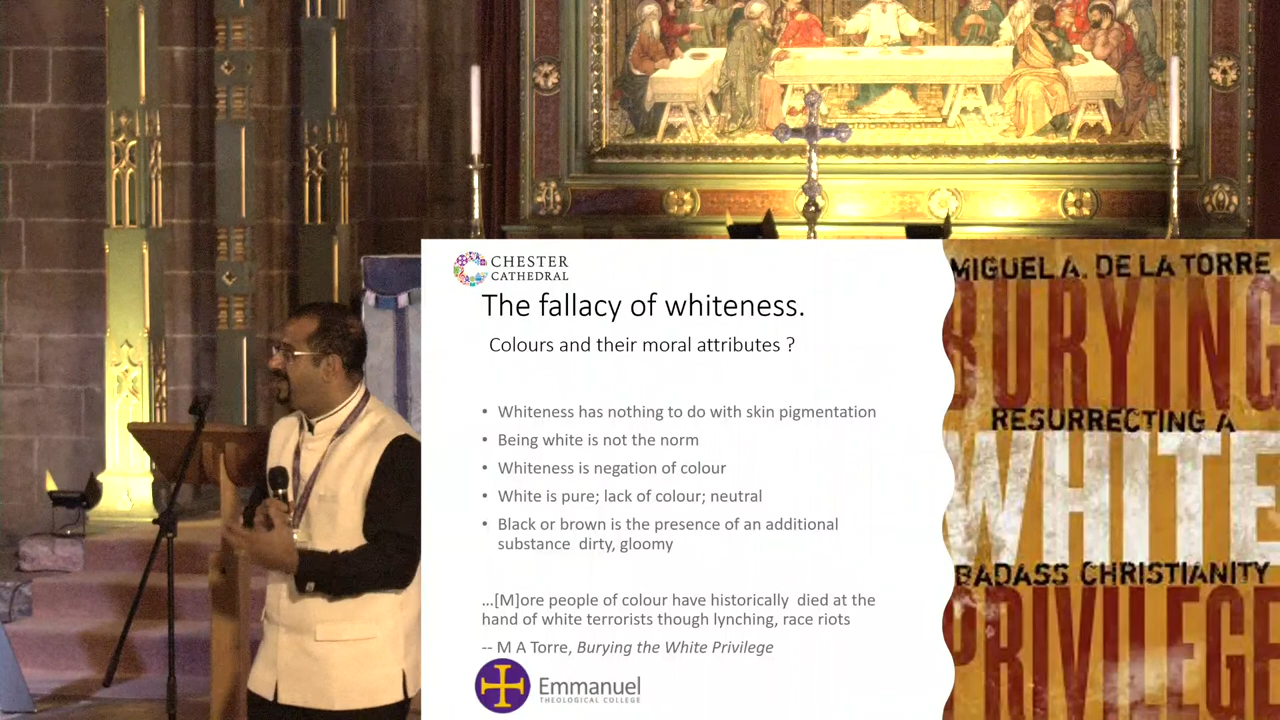 CHESTER
CATHEDRAL
The fallacy of whiteness.
Colours and their moral attributes ?
• Whiteness has nothing to do with skin pigmentation
• Being white is not the norm
• Whiteness is negation of colour
• White is pure; lack of colour; neutral
• Black or brown is the presence of an additional
substance dirty, gloomy
...[M]ore people of colour have historically died at the
hand of white terrorists though lynching, race riots
-- M A Torre, Burying the White Privilege
Emmanuel
THEOLOGICAL COLLEGE
MIGUEL A. DE LA TORRE
BURYING
RESURRECTING A
WHITE
BADASS CHRISTIANITY
PRIVILEGE